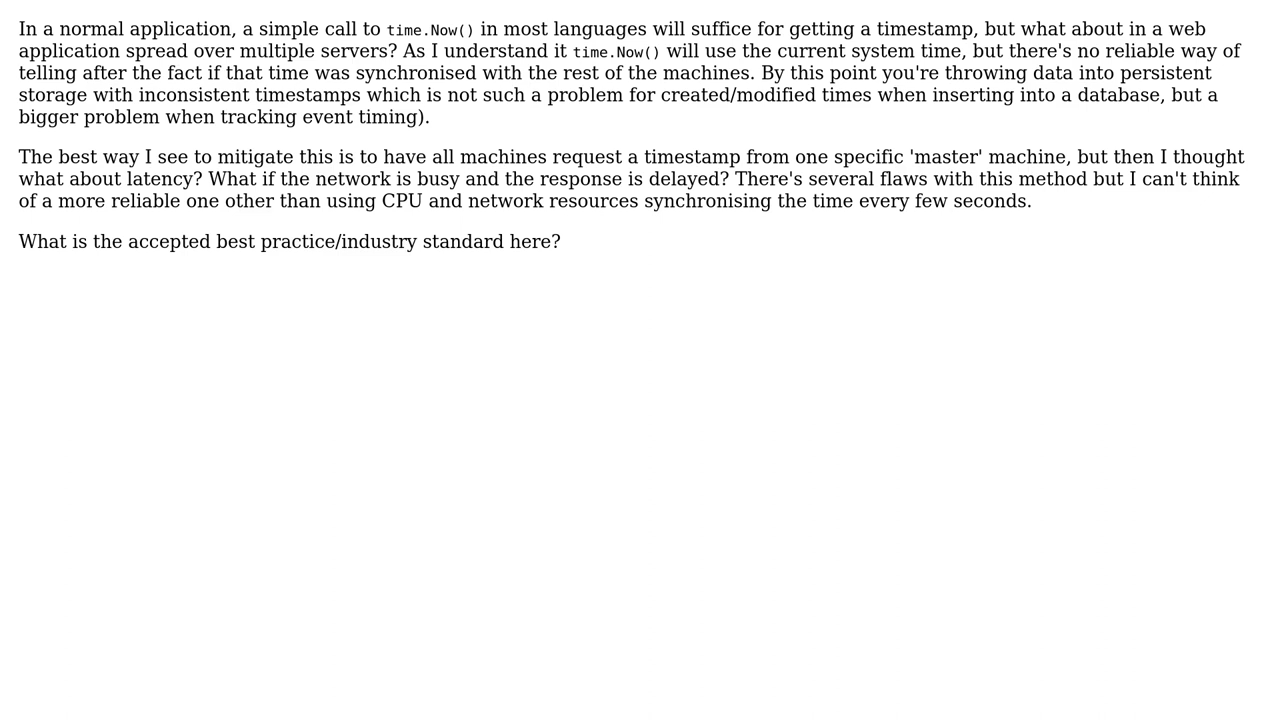 In a normal application, a simple call to time.Now() in most languages will suffice for getting a timestamp, but what about in a web
application spread over multiple servers? As I understand it time.Now() will use the current system time, but there's no reliable way of
telling after the fact if that time was synchronised with the rest of the machines. By this point you're throwing data into persistent
storage with inconsistent timestamps which is not such a problem for created/modified times when inserting into a database, but a
bigger problem when tracking event timing).
The best way I see to mitigate this is to have all machines request a timestamp from one specific 'master' machine, but then I thought
what about latency? What if the network is busy and the response is delayed? There's several flaws with this method but I can't think
of a more reliable one other than using CPU and network resources synchronising the time every few seconds.
What is the accepted best practice/industry standard here?